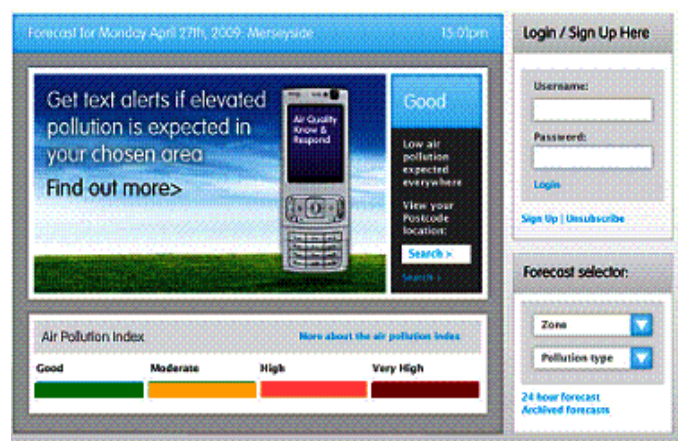 Forecast for Monday April 27th, 2009: Merseyside
15:01pm
Get text alerts if elevated
pollution is expected in
your chosen area
Find out more>
Air Quality
Know &
Respond
Good
Low air
pollution
expected
everywhere
View your
Postcode
location:
Search >
Search >
Air Pollution Index
More about the air pollution index
Good
Moderate
High
Very High
Login / Sign Up Here
Username:
Password:
Login
Sign Up | Unsubscribe
Forecast selector:
Zone
Pollution type
24 hour forecast
Archived forecasts